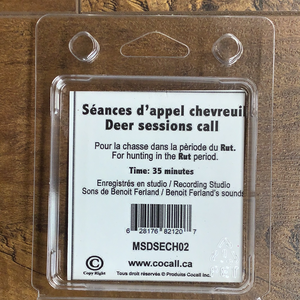 Séances d'appel chevreuil
Deer sessions call
Pour la chasse dans la période du Rut.
For hunting in the Rut period.
Time: 35 minutes
Enregistrés en studio / Recording Studio
Sons de Benoit Ferland / Benoit Ferland's sounds
6 28176 82120 7
MSDSECH02
©
Copy Right
www.cocall.ca
Tous droit réservés © Produits Cocall Inc.